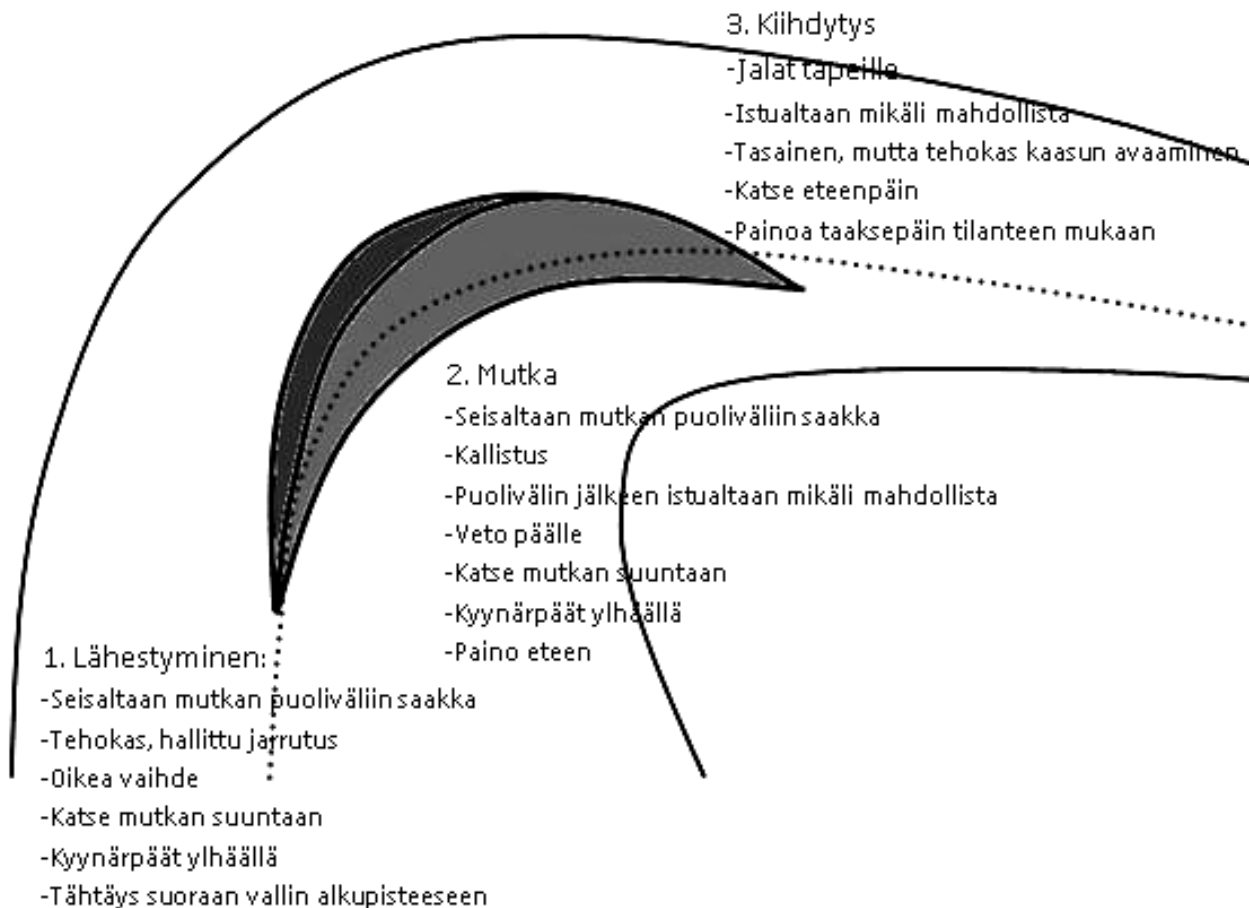 3. Kiihdytys
-Jalat tapeille
-Istualtaan mikäli mahdollista
-Tasainen, mutta tehokas kaasun avaaminen
-Katse eteenpäin
-Painoa taaksepäin tilanteen mukaan
2. Mutka
-Seisaltaan mutkan puoliväliin saakka
-Kallistus
-Puolivälin jälkeen istualtaan mikäli mahdollista
-Veto päälle
-Katse mutkan suuntaan
-Kyynärpäät ylhäällä
-Paino eteen
1. Lähestyminen:
-Seisaltaan mutkan puoliväliin saakka
-Tehokas, hallittu jarrutus
-Oikea vaihde
-Katse mutkan suuntaan
-Kyynärpäät ylhäällä
-Tähtäys suoraan vallin alkupisteeseen